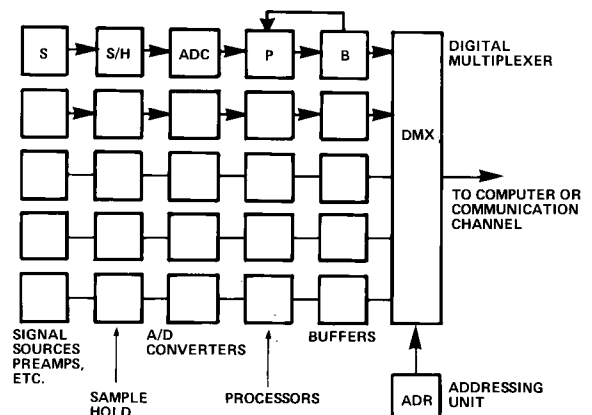 S
S/H
ADC
P
B
DIGITAL
MULTIPLEXER
DMX
TO COMPUTER OR
COMMUNICATION
CHANNEL
SIGNAL
SOURCES
PREAMPS,
ETC.
A/D
CONVERTERS
BUFFERS
SAMPLE
HOLD
PROCESSORS
ADR
ADDRESSING
UNIT